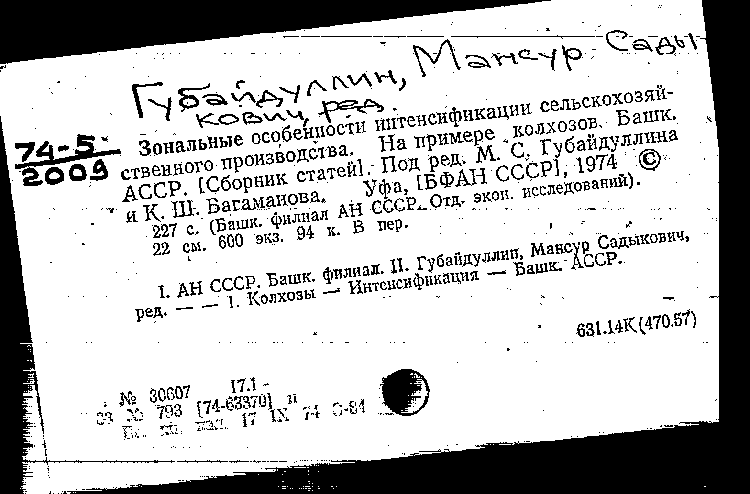 Губайдуллин, Мансур Сады-
кович, ред.
74-5
2009
Зональные особенности интенсификации сельскохозяй-
ственного производства. На примере колхозов. Башк.
АССР. [Сборник статей]. Под ред. М. С. Губайдуллина
и К. Ш. Багаманова. Уфа, [БФАН СССР], 1974 ©
227 с. (Башк. филиал АН СССР. Отд. экон. исследований).
22 см. 600 экз. 94 к. В пер.
I. АН СССР. Башк. филиал. II. Губайдуллин, Мансур Садыкович,
ред. — — 1. Колхозы — Интенсификация — Башк. АССР.
631.14К(470.57)
№ 30607 17.1 -
№ 793 [74-63370] п
17 IX 74